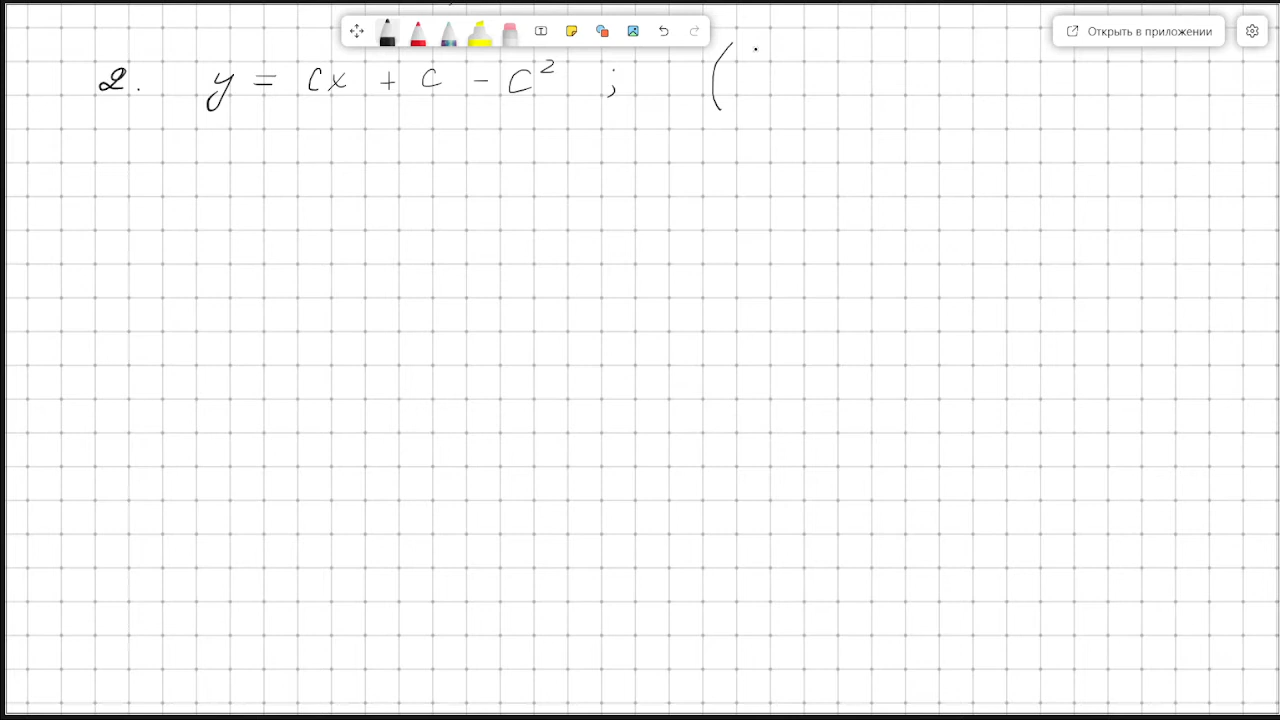 Открыть в приложении
2. y = Cx + C - C² ; (